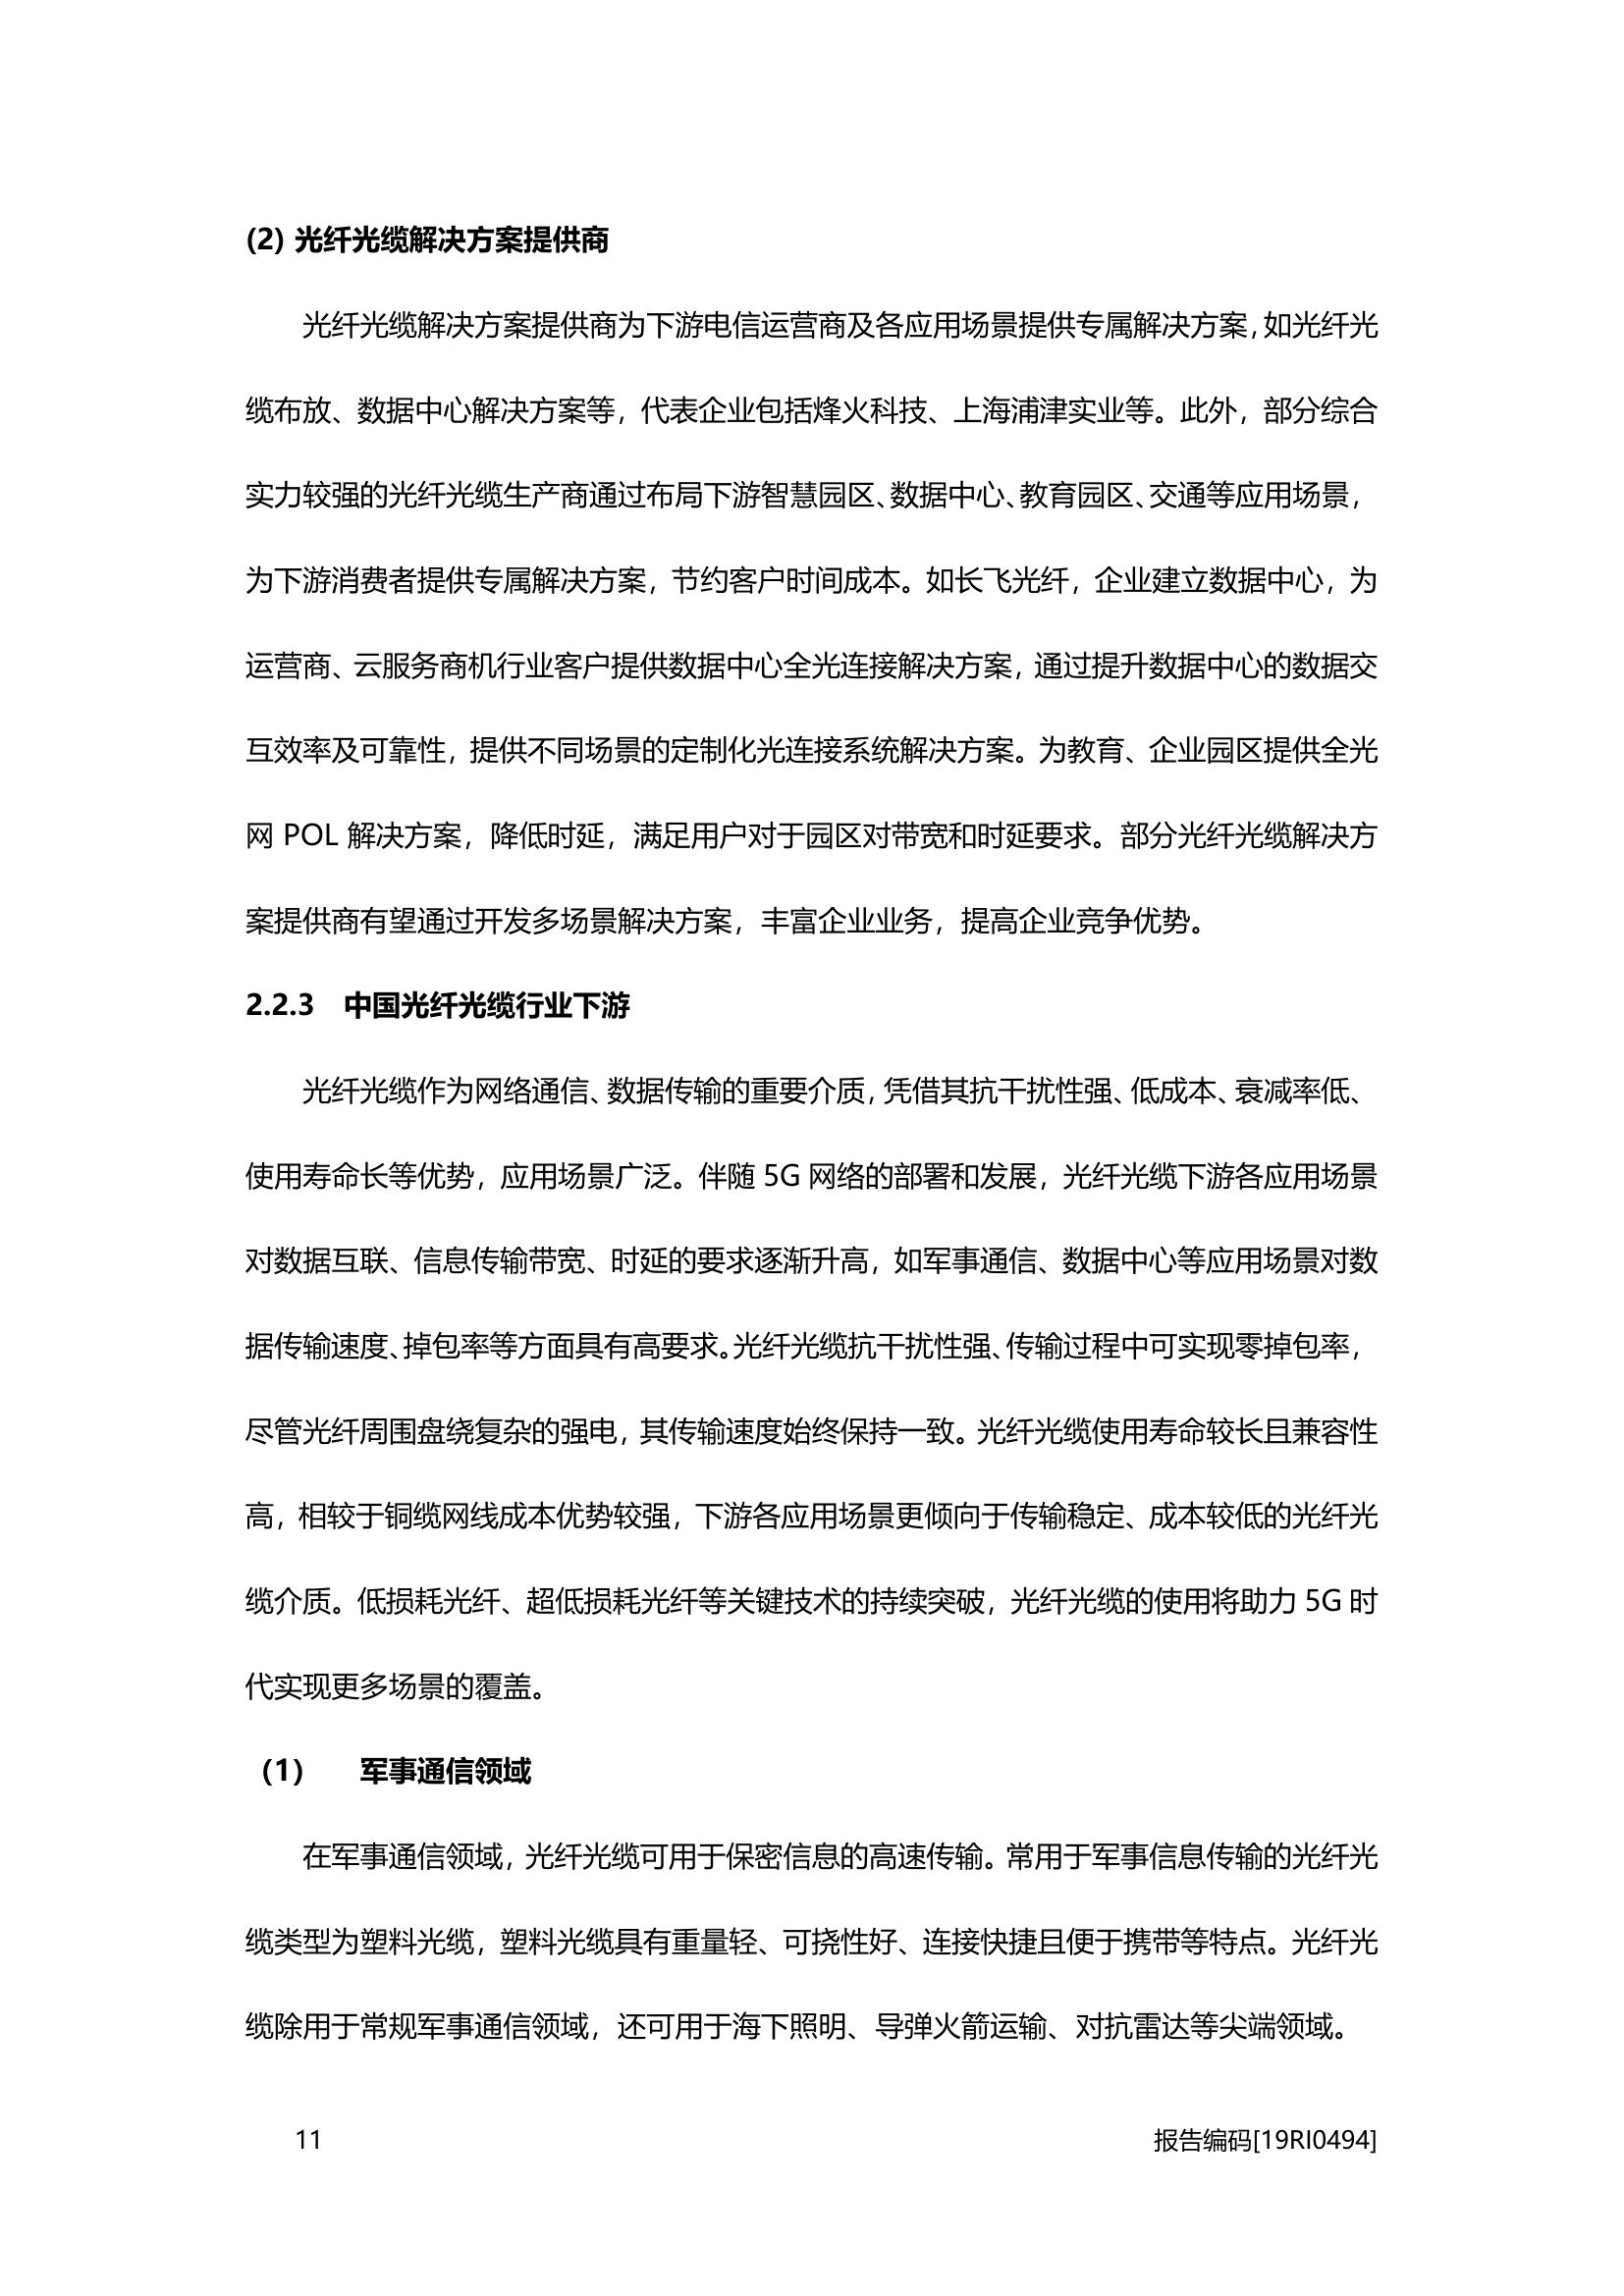 (2) 光纤光缆解决方案提供商
光纤光缆解决方案提供商为下游电信运营商及各应用场景提供专属解决方案，如光纤光
缆布放、数据中心解决方案等，代表企业包括烽火科技、上海浦津实业等。此外，部分综合
实力较强的光纤光缆生产商通过布局下游智慧园区、数据中心、教育园区、交通等应用场景，
为下游消费者提供专属解决方案，节约客户时间成本。如长飞光纤，企业建立数据中心，为
运营商、云服务商机行业客户提供数据中心全光连接解决方案，通过提升数据中心的数据交
互效率及可靠性，提供不同场景的定制化光连接系统解决方案。为教育、企业园区提供全光
网 POL 解决方案，降低时延，满足用户对于园区对带宽和时延要求。部分光纤光缆解决方
案提供商有望通过开发多场景解决方案，丰富企业业务，提高企业竞争优势。
2.2.3 中国光纤光缆行业下游
光纤光缆作为网络通信、数据传输的重要介质，凭借其抗干扰性强、低成本、衰减率低、
使用寿命长等优势，应用场景广泛。伴随 5G 网络的部署和发展，光纤光缆下游各应用场景
对数据互联、信息传输带宽、时延的要求逐渐升高，如军事通信、数据中心等应用场景对数
据传输速度、掉包率等方面具有高要求。光纤光缆抗干扰性强、传输过程中可实现零掉包率，
尽管光纤周围盘绕复杂的强电，其传输速度始终保持一致。光纤光缆使用寿命较长且兼容性
高，相较于铜缆网线成本优势较强，下游各应用场景更倾向于传输稳定、成本较低的光纤光
缆介质。低损耗光纤、超低损耗光纤等关键技术的持续突破，光纤光缆的使用将助力 5G 时
代实现更多场景的覆盖。
（1） 军事通信领域
在军事通信领域，光纤光缆可用于保密信息的高速传输。常用于军事信息传输的光纤光
缆类型为塑料光缆，塑料光缆具有重量轻、可挠性好、连接快捷且便于携带等特点。光纤光
缆除用于常规军事通信领域，还可用于海下照明、导弹火箭运输、对抗雷达等尖端领域。
11 报告编码[19RI0494]